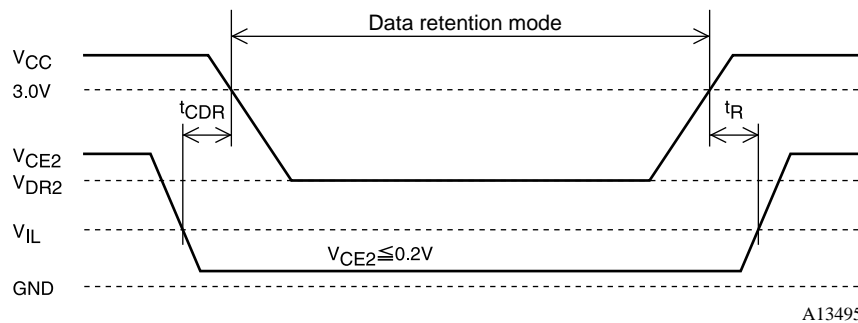 Data retention mode
VCC
3.0V
tCDR
tR
VCE2
VDR2
VIL
VCE2≦0.2V
GND
A13495